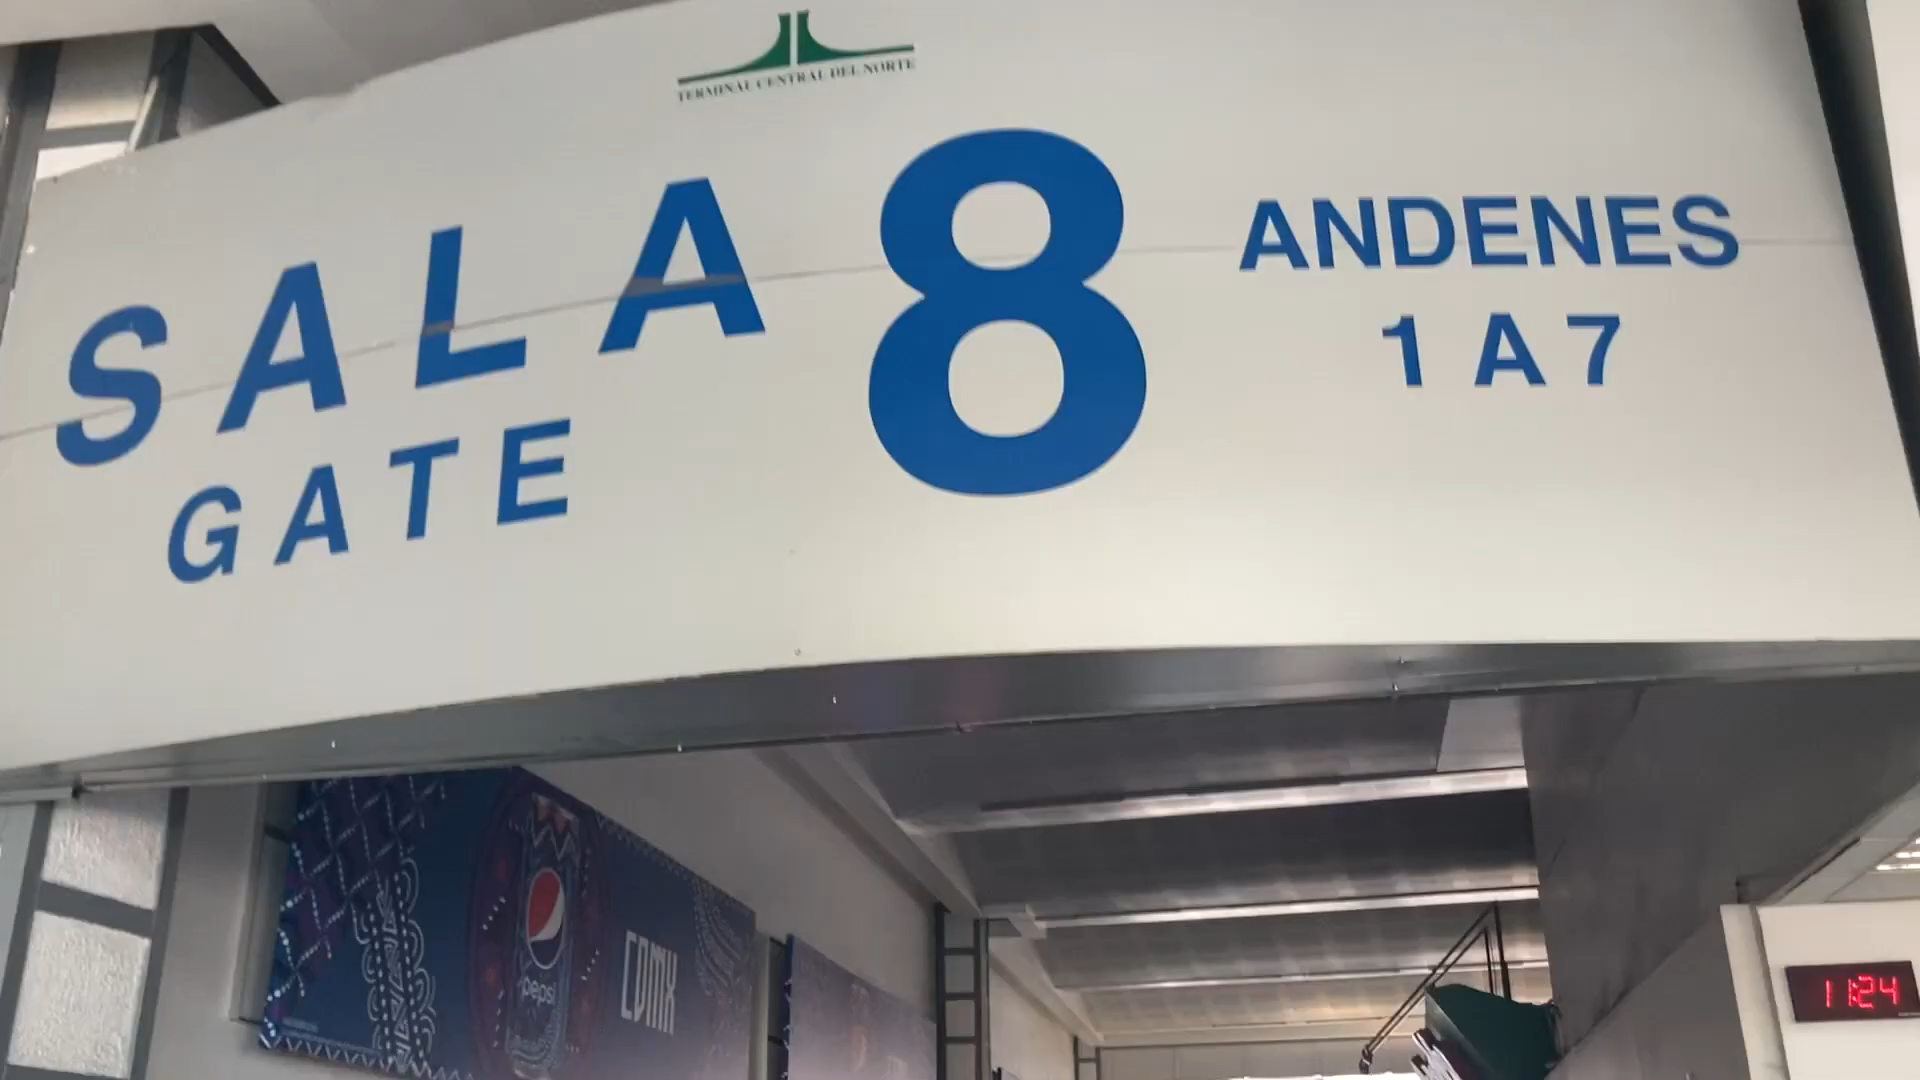 TERMINAL CENTRAL DEL NORTE
SALA 8
GATE
ANDENES
1 A 7
pepsi
CDMX
11:24